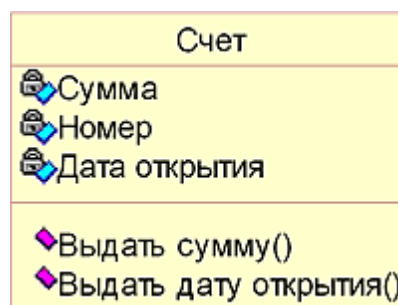 Счет
Сумма
Номер
Дата открытия
Выдать сумму()
Выдать дату открытия()